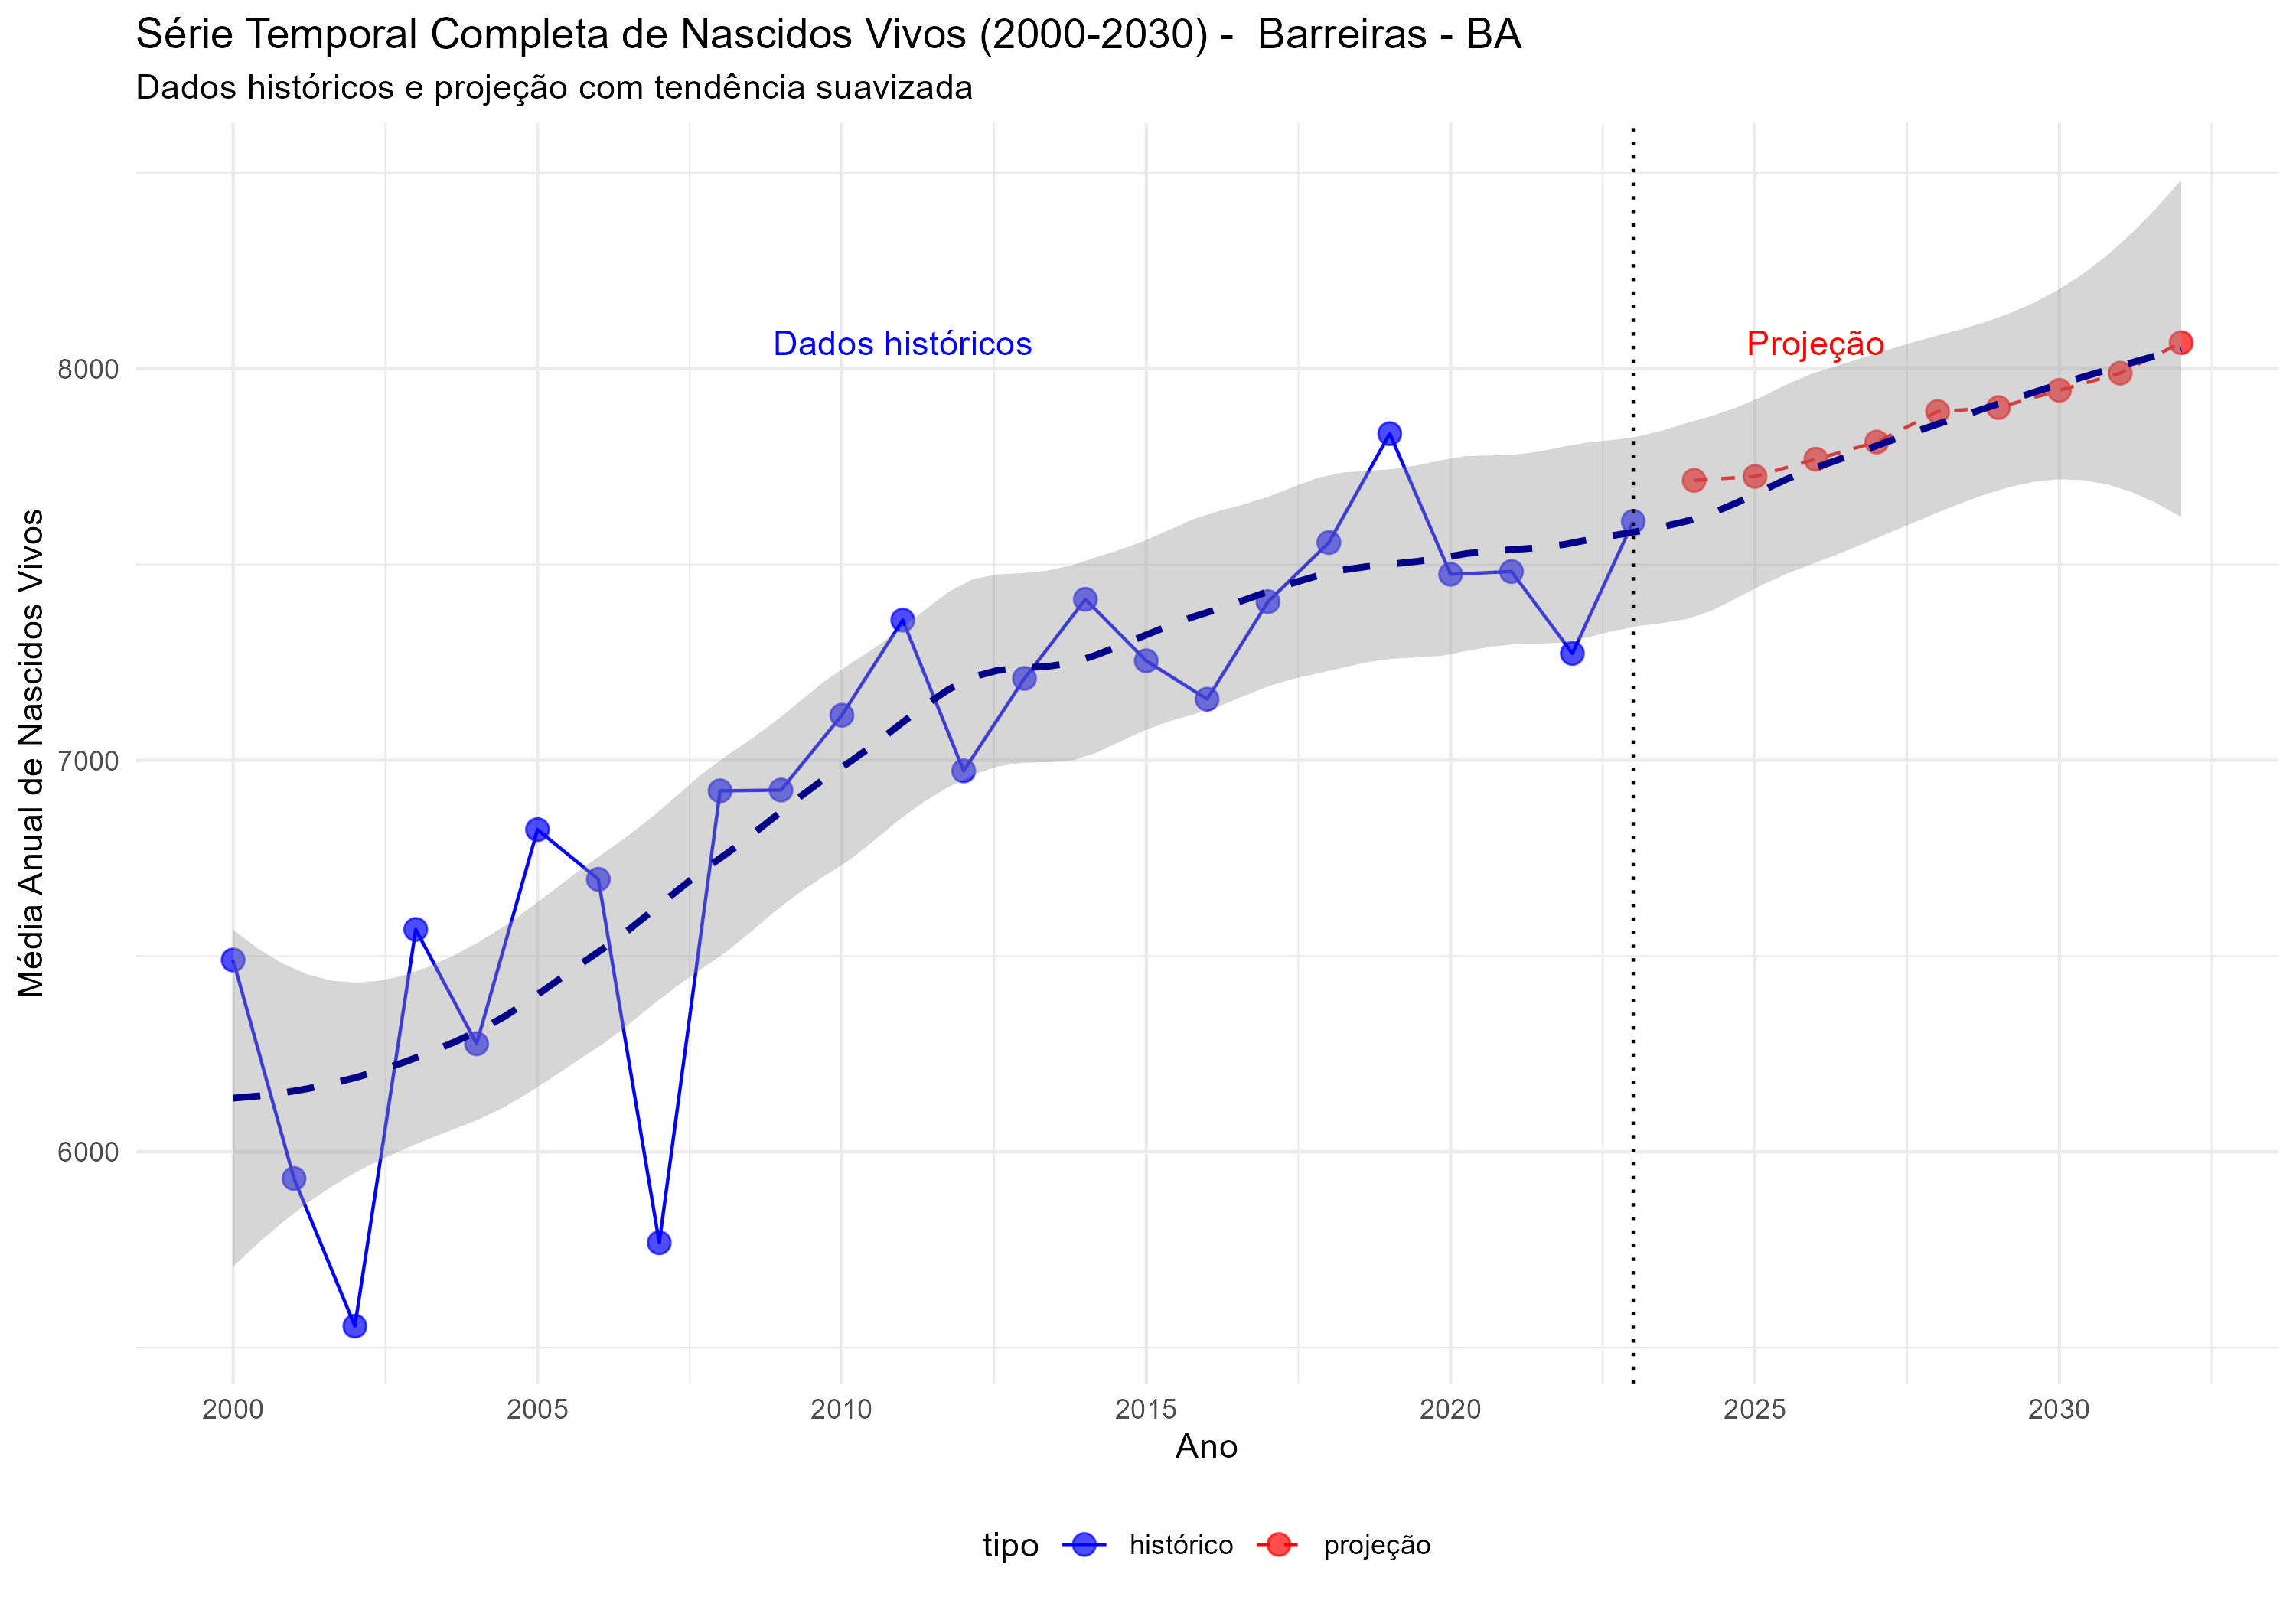 Série Temporal Completa de Nascidos Vivos (2000-2030) -  Barreiras - BA
Dados históricos e projeção com tendência suavizada
Média Anual de Nascidos Vivos
8000
7000
6000
Dados históricos
Projeção
2000 2005 2010 2015 2020 2025 2030
Ano
tipo histórico projeção